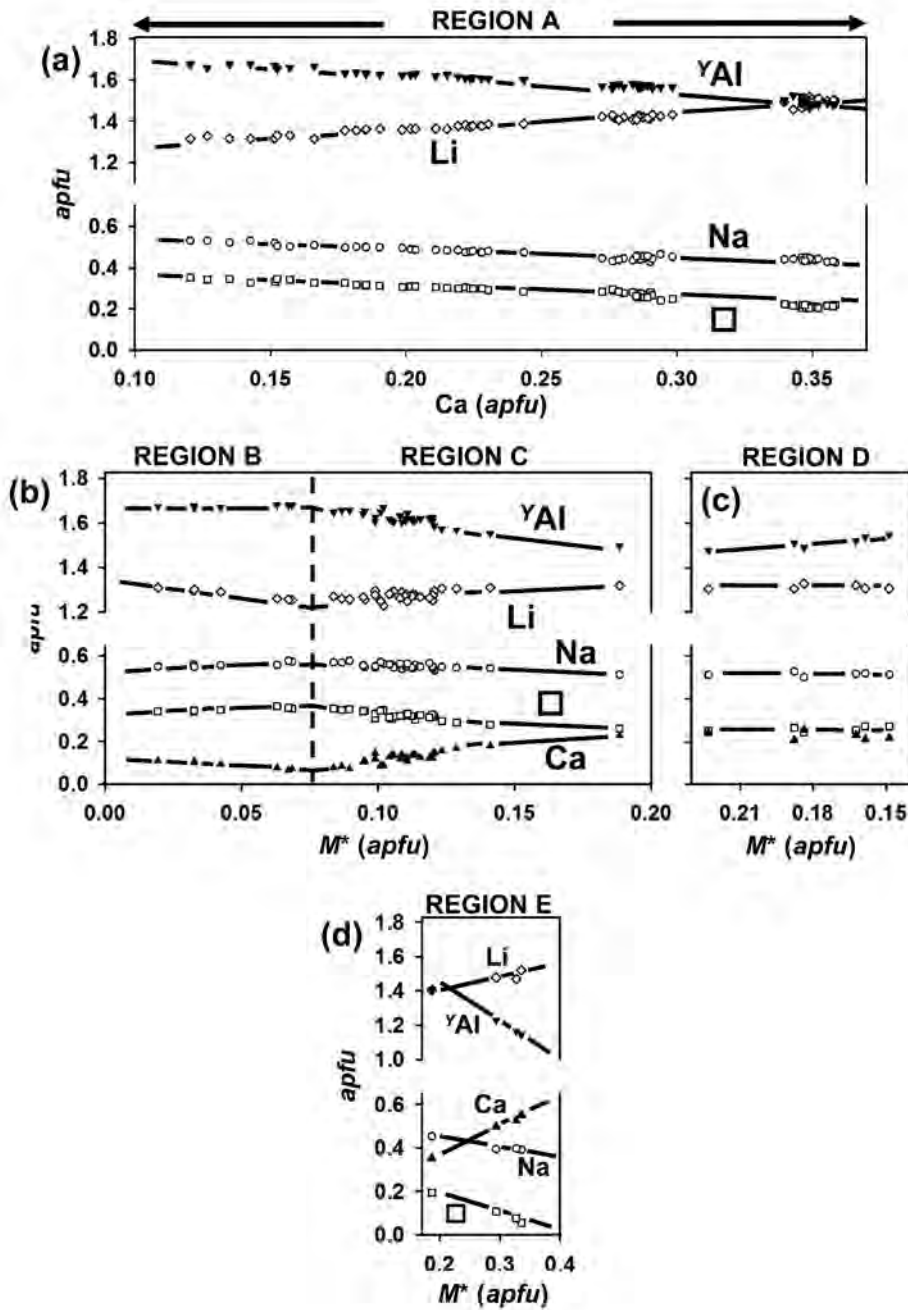 REGION A
(a)
1.8
1.6
1.4
1.2
0.6
0.4
0.2
0.0
apfu
YAl
Li
Na
□
0.10 0.15 0.20 0.25 0.30 0.35
Ca (apfu)
REGION B REGION C REGION D
(b) (c)
1.8
1.6
1.4
1.2
0.6
0.4
0.2
0.0
apfu
YAl
Li
Na
□
Ca
0.00 0.05 0.10 0.15 0.20 0.21 0.18 0.15
M* (apfu) M* (apfu)
REGION E
(d)
1.8
1.6
1.4
1.2
1.0
0.6
0.4
0.2
0.0
apfu
Li
YAl
Ca
Na
□
0.2 0.3 0.4
M* (apfu)